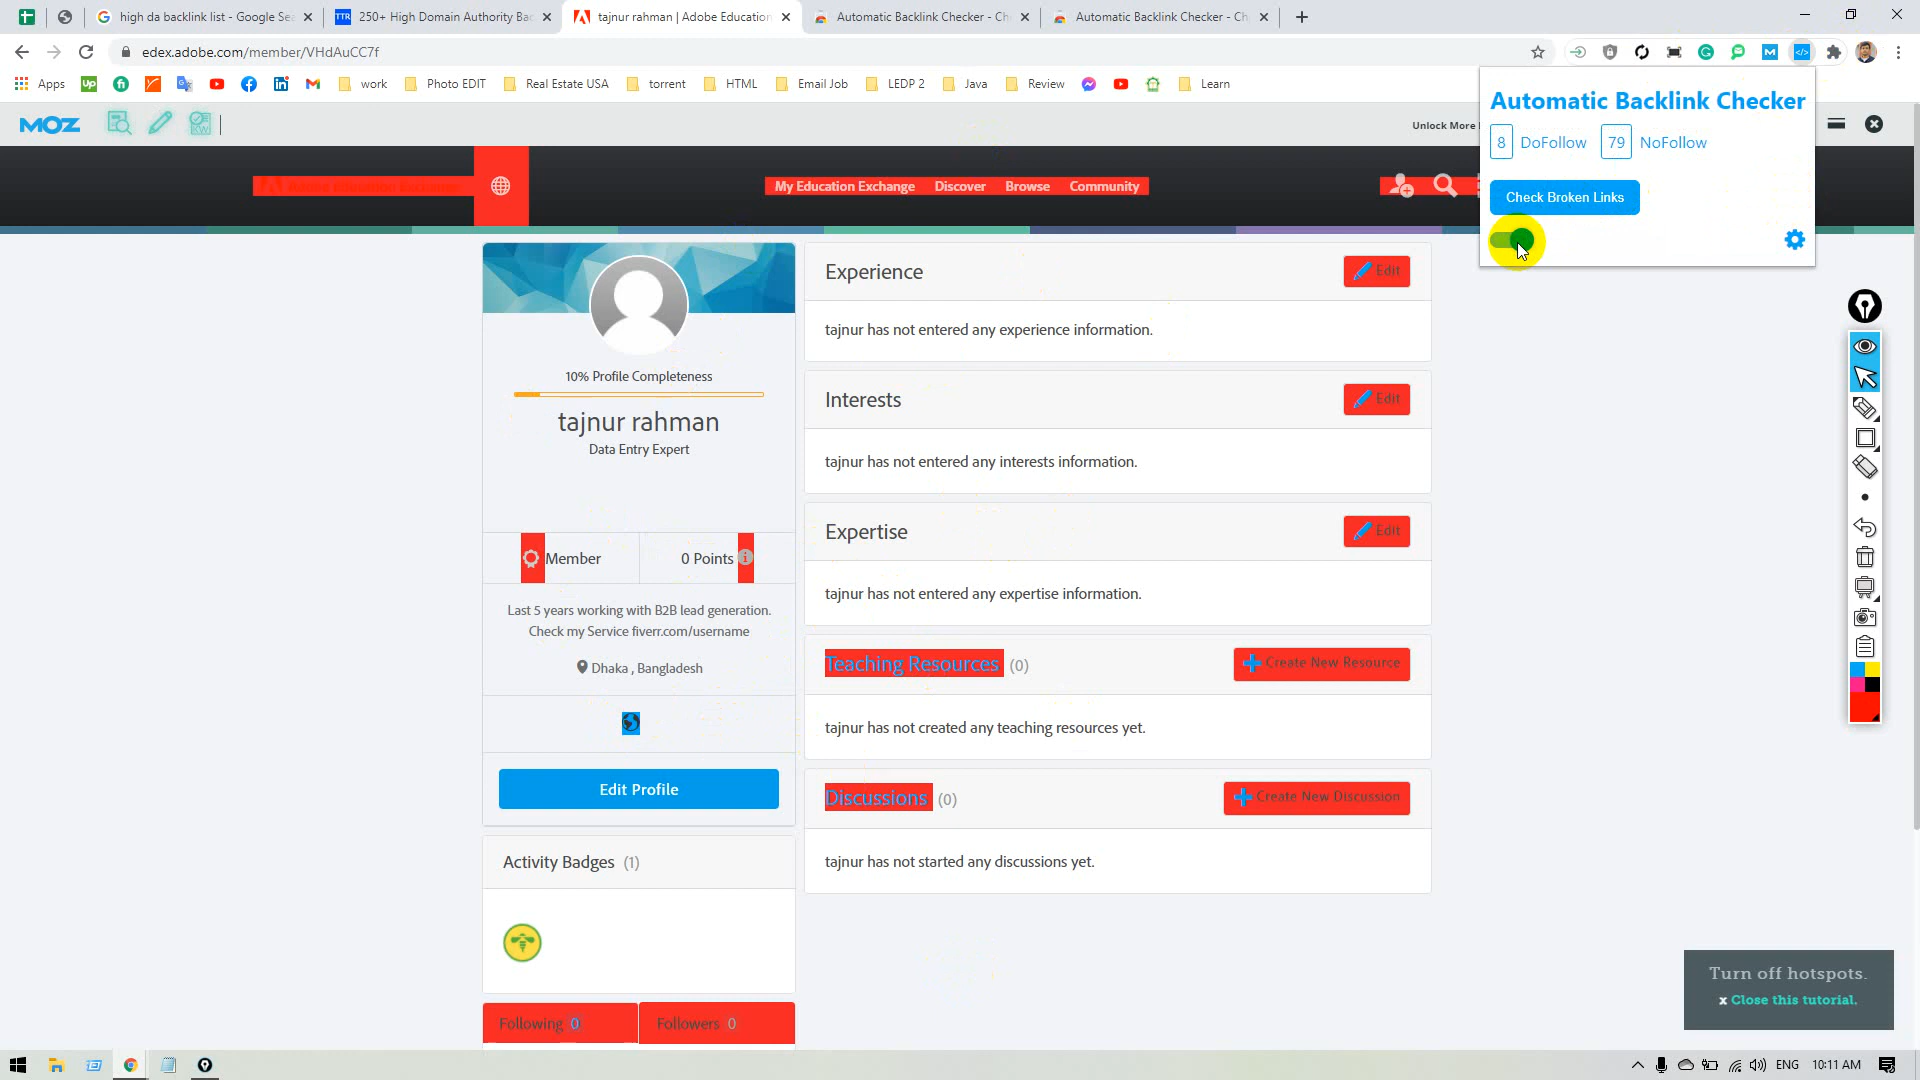 high da backlink list - Google Se
250+ High Domain Authority Bac
tajnur rahman | Adobe Education
Automatic Backlink Checker - Ch
Automatic Backlink Checker - Ch
edex.adobe.com/member/VHdAuCC7f
Apps
work
Photo EDIT
Real Estate USA
torrent
HTML
Email Job
LEDP 2
Java
Review
Learn
MOZ
Unlock More
Automatic Backlink Checker
8 DoFollow 79 NoFollow
Check Broken Links
Adobe Education Exchange
My Education Exchange Discover Browse Community
10% Profile Completeness
tajnur rahman
Data Entry Expert
Member
0 Points
Last 5 years working with B2B lead generation.
Check my Service fiverr.com/username
Dhaka , Bangladesh
Edit Profile
Activity Badges (1)
Following 0
Followers 0
Experience
Edit
tajnur has not entered any experience information.
Interests
Edit
tajnur has not entered any interests information.
Expertise
Edit
tajnur has not entered any expertise information.
Teaching Resources (0)
Create New Resource
tajnur has not created any teaching resources yet.
Discussions (0)
Create New Discussion
tajnur has not started any discussions yet.
Turn off hotspots.
x Close this tutorial.
ENG
10:11 AM